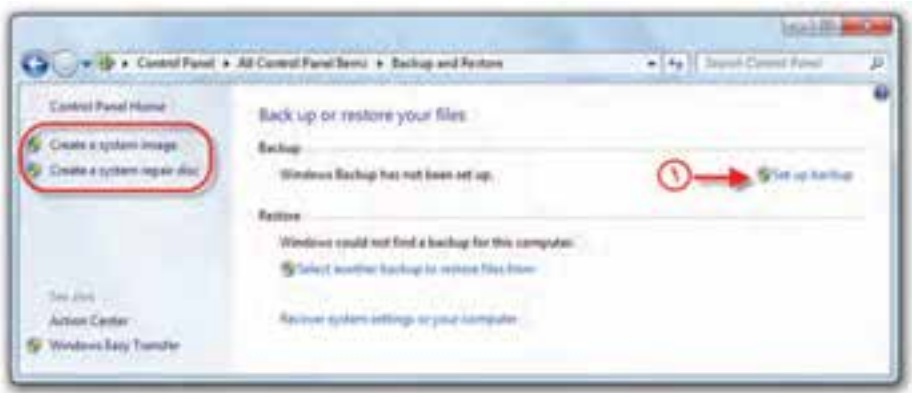 Control Panel ▸ All Control Panel Items ▸ Backup and Restore
Search Control Panel
Control Panel Home
Create a system image
Create a system repair disc
Back up or restore your files
Backup
Windows Backup has not been set up.
۱
Set up backup
Restore
Windows could not find a backup for this computer.
Select another backup to restore files from
Recover system settings or your computer
See also
Action Center
Windows Easy Transfer